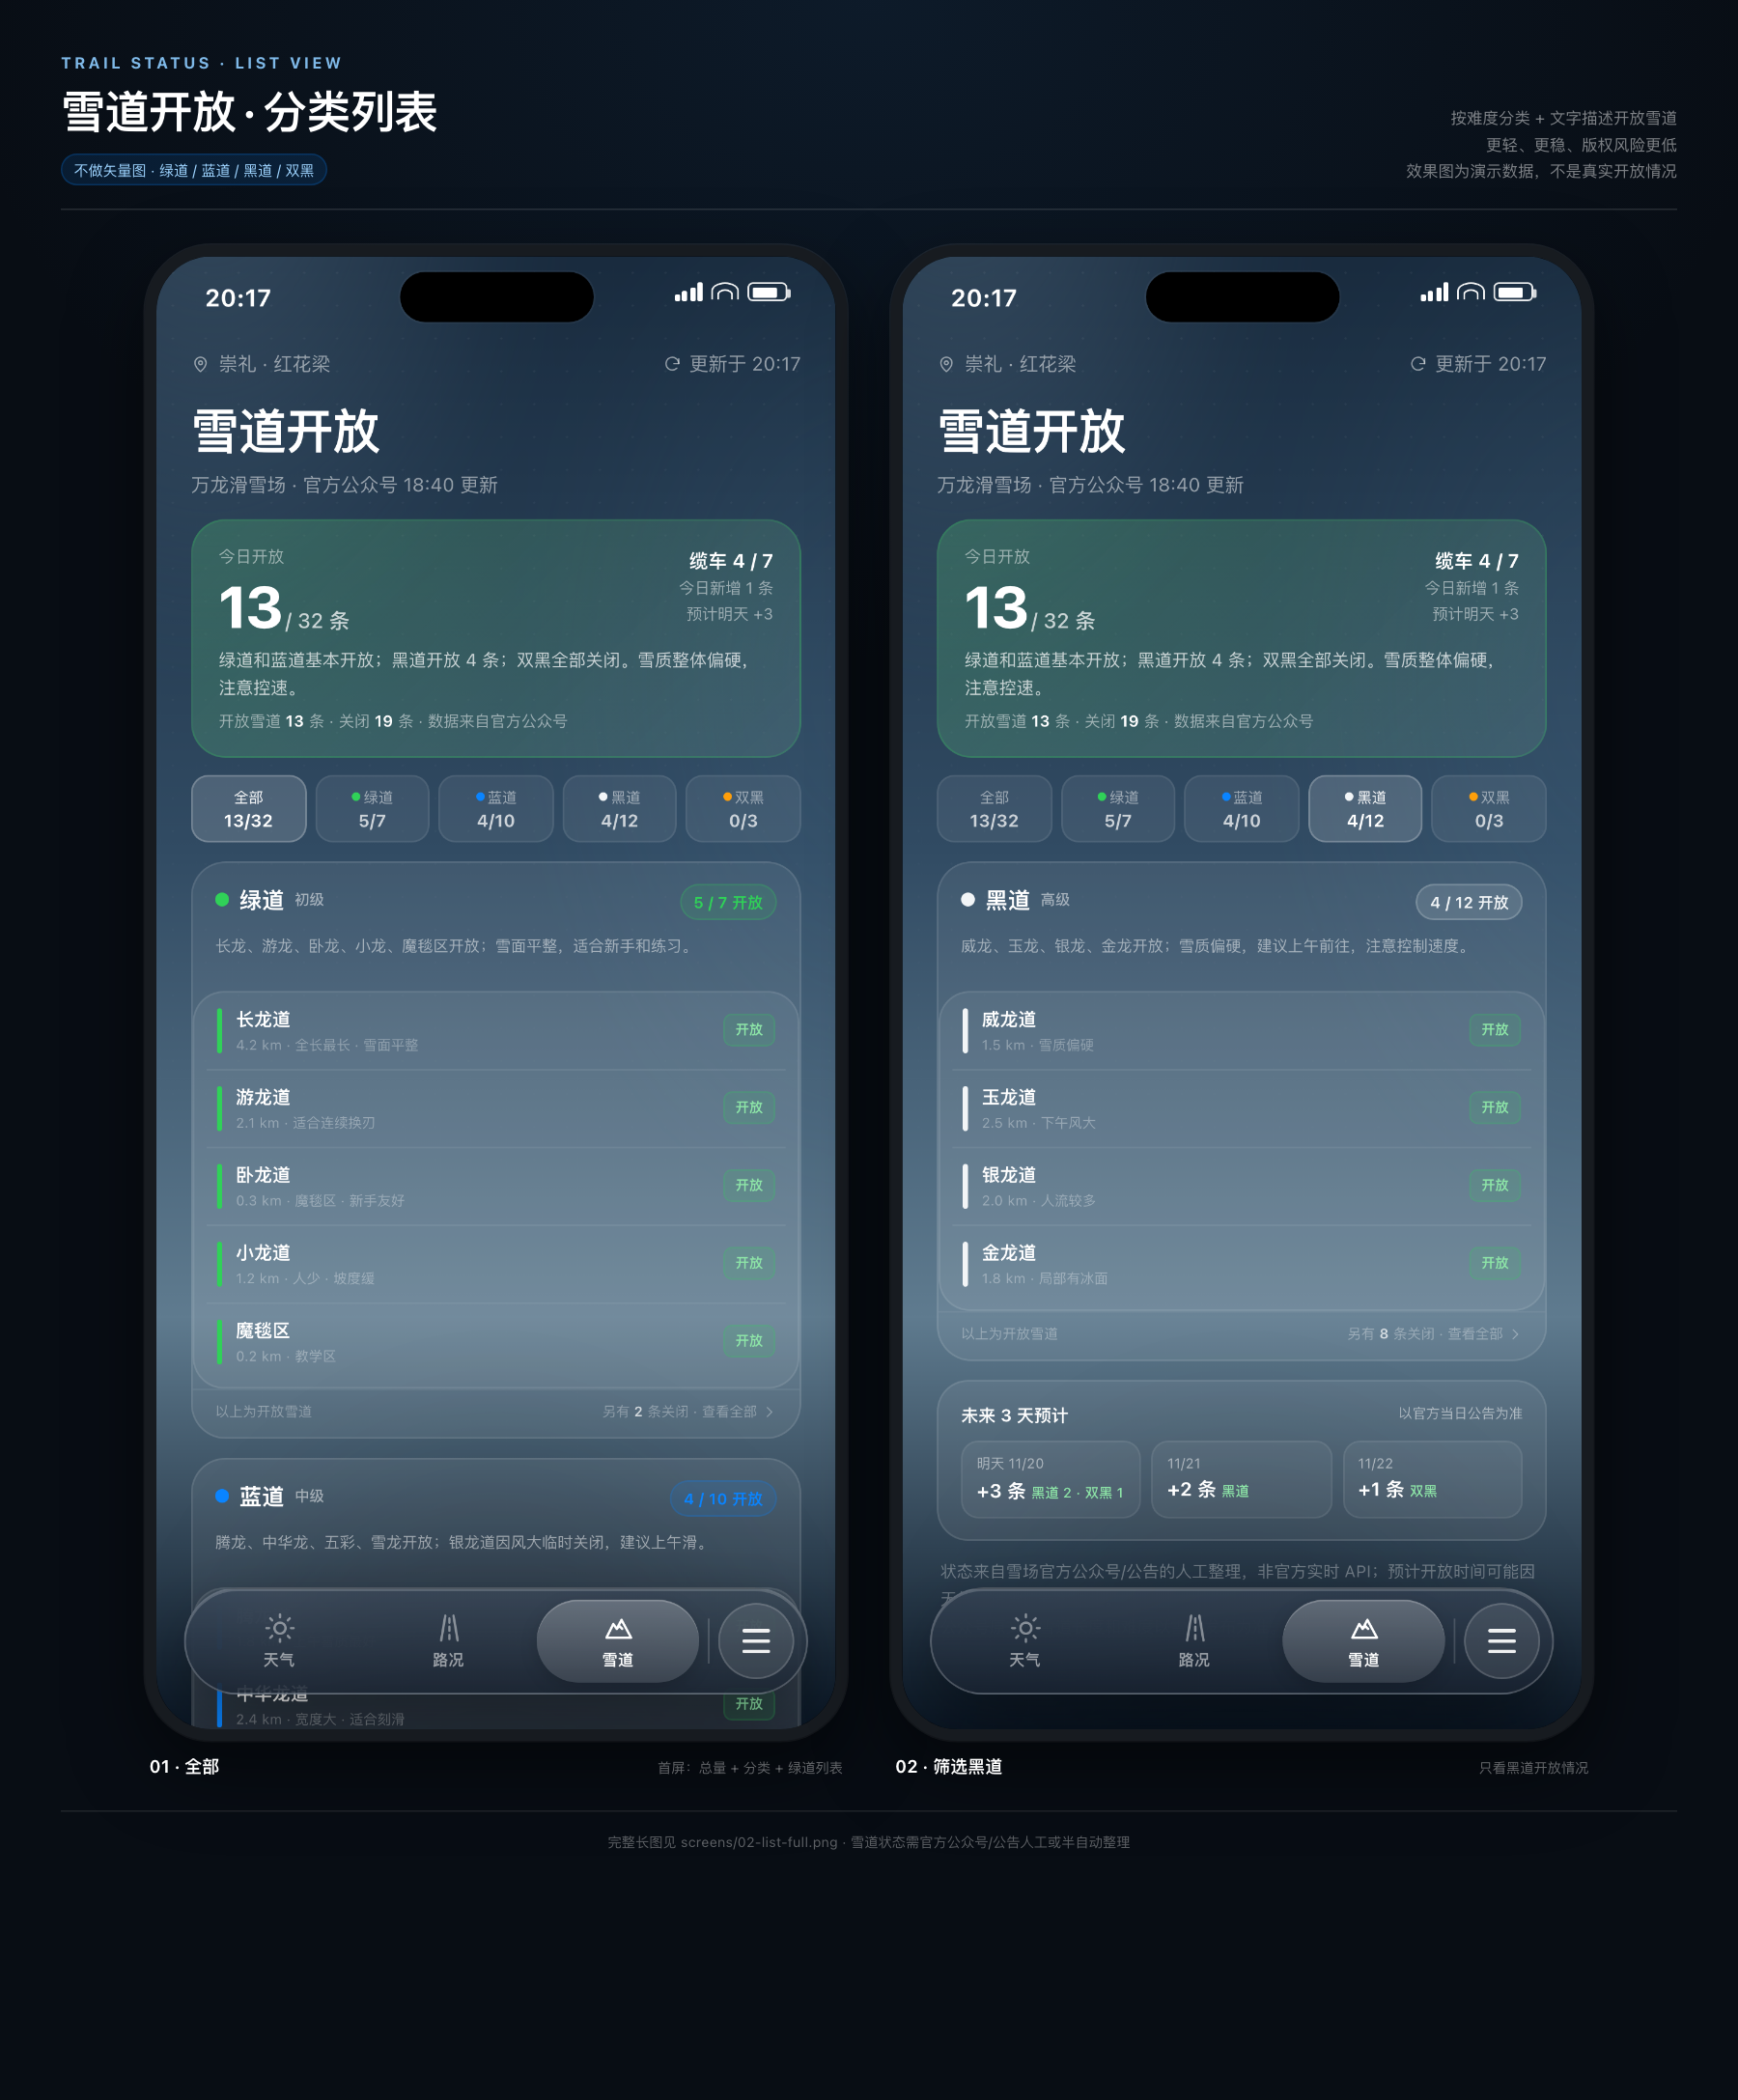 TRAIL STATUS · LIST VIEW
雪道开放·分类列表
不做矢量图 · 绿道 / 蓝道 / 黑道 / 双黑
按难度分类 + 文字描述开放雪道
更轻、更稳、版权风险更低
效果图为演示数据，不是真实开放情况
20:17
崇礼 · 红花梁
更新于 20:17
雪道开放
万龙滑雪场 · 官方公众号 18:40 更新
今日开放
13 / 32 条
缆车 4 / 7
今日新增 1 条
预计明天 +3
绿道和蓝道基本开放；黑道开放 4 条；双黑全部关闭。雪质整体偏硬，
注意控速。
开放雪道 13 条 · 关闭 19 条 · 数据来自官方公众号
全部
13/32
绿道
5/7
蓝道
4/10
黑道
4/12
双黑
0/3
绿道 初级
5 / 7 开放
长龙、游龙、卧龙、小龙、魔毯区开放；雪面平整，适合新手和练习。
长龙道
4.2 km · 全长最长 · 雪面平整
开放
游龙道
2.1 km · 适合连续换刃
开放
卧龙道
0.3 km · 魔毯区 · 新手友好
开放
小龙道
1.2 km · 人少 · 坡度缓
开放
魔毯区
0.2 km · 教学区
开放
以上为开放雪道
另有 2 条关闭 · 查看全部
蓝道 中级
4 / 10 开放
腾龙、中华龙、五彩、雪龙开放；银龙道因风大临时关闭，建议上午滑。
天气
路况
雪道
中华龙道
2.4 km · 宽度大 · 适合刻滑
开放
01 · 全部
首屏：总量 + 分类 + 绿道列表
20:17
崇礼 · 红花梁
更新于 20:17
雪道开放
万龙滑雪场 · 官方公众号 18:40 更新
今日开放
13 / 32 条
缆车 4 / 7
今日新增 1 条
预计明天 +3
绿道和蓝道基本开放；黑道开放 4 条；双黑全部关闭。雪质整体偏硬，
注意控速。
开放雪道 13 条 · 关闭 19 条 · 数据来自官方公众号
全部
13/32
绿道
5/7
蓝道
4/10
黑道
4/12
双黑
0/3
黑道 高级
4 / 12 开放
威龙、玉龙、银龙、金龙开放；雪质偏硬，建议上午前往，注意控制速度。
威龙道
1.5 km · 雪质偏硬
开放
玉龙道
2.5 km · 下午风大
开放
银龙道
2.0 km · 人流较多
开放
金龙道
1.8 km · 局部有冰面
开放
以上为开放雪道
另有 8 条关闭 · 查看全部
未来 3 天预计
以官方当日公告为准
明天 11/20
+3 条 黑道 2 · 双黑 1
11/21
+2 条 黑道
11/22
+1 条 双黑
状态来自雪场官方公众号/公告的人工整理，非官方实时 API；预计开放时间可能因
天气
路况
雪道
02 · 筛选黑道
只看黑道开放情况
完整长图见 screens/02-list-full.png · 雪道状态需官方公众号/公告人工或半自动整理